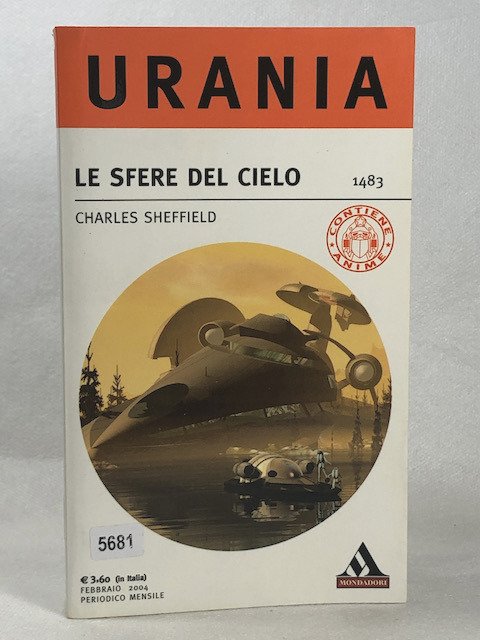 URANIA
LE SFERE DEL CIELO 1483
CHARLES SHEFFIELD
CONTIENE
ANIME
5681
€ 3,60 (in Italia)
FEBBRAIO 2004
PERIODICO MENSILE
MONDADORI